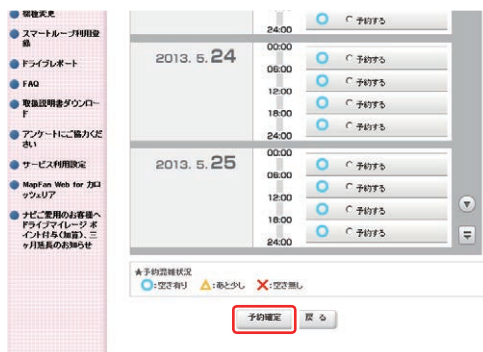 機種変更
スマートループ利用登
録
ドライブレポート
FAQ
取扱説明書ダウンロー
ド
アンケートにご協力くだ
さい
サービス利用設定
MapFan Web for カロ
ッツェリア
ナビご愛用のお客様へ
ドライブマイレージ ポ
イント付与(加算)、三
ヶ月延長のお知らせ
予約する
24:00
2013. 5. 24
00:00
予約する
06:00
予約する
12:00
予約する
18:00
予約する
24:00
2013. 5. 25
00:00
予約する
06:00
予約する
12:00
予約する
18:00
予約する
24:00
★予約混雑状況
○:空き有り △:あと少し ×:空き無し
予約確定 戻る